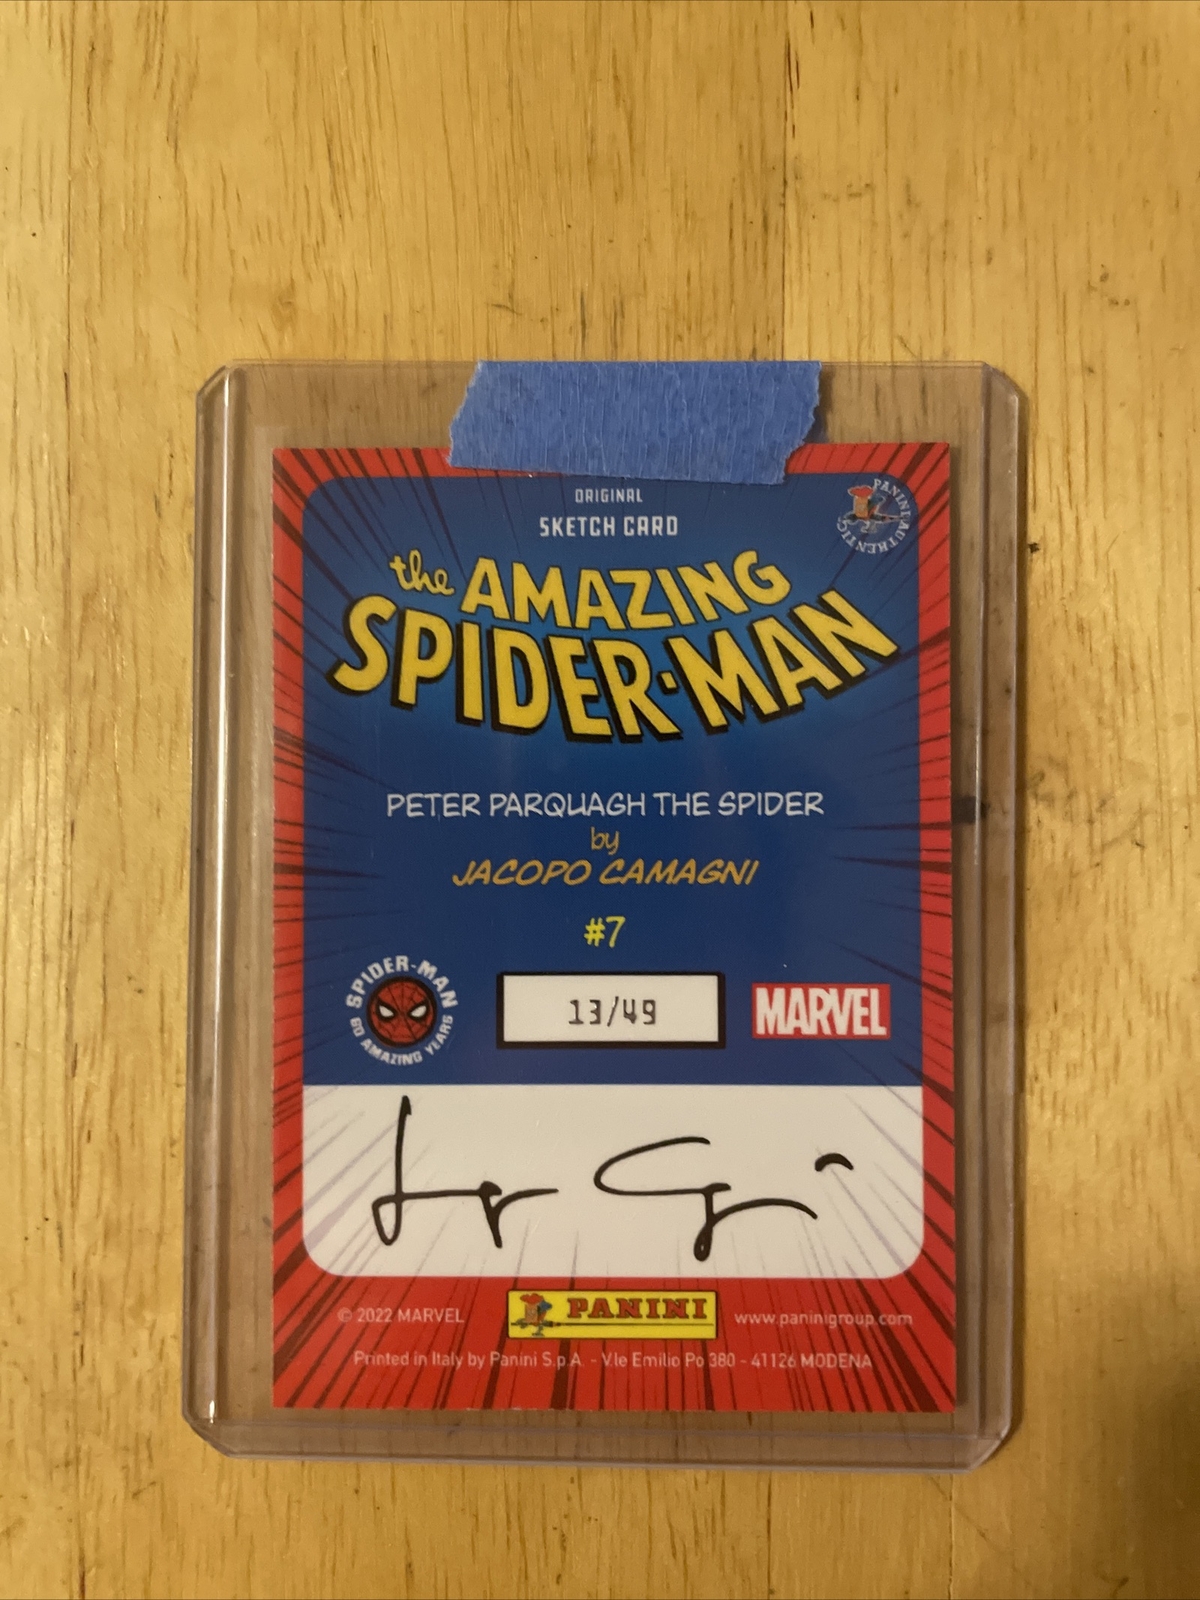 ORIGINAL
SKETCH CARD
PANINI AUTHENTIC
the AMAZING
SPIDER-MAN
PETER PARQUAGH THE SPIDER
by
JACOPO CAMAGNI
#7
SPIDER-MAN
60 AMAZING YEARS
13/49
MARVEL
© 2022 MARVEL
PANINI
www.paninigroup.com
Printed in Italy by Panini S.p.A. - V.le Emilio Po 380 - 41126 MODENA